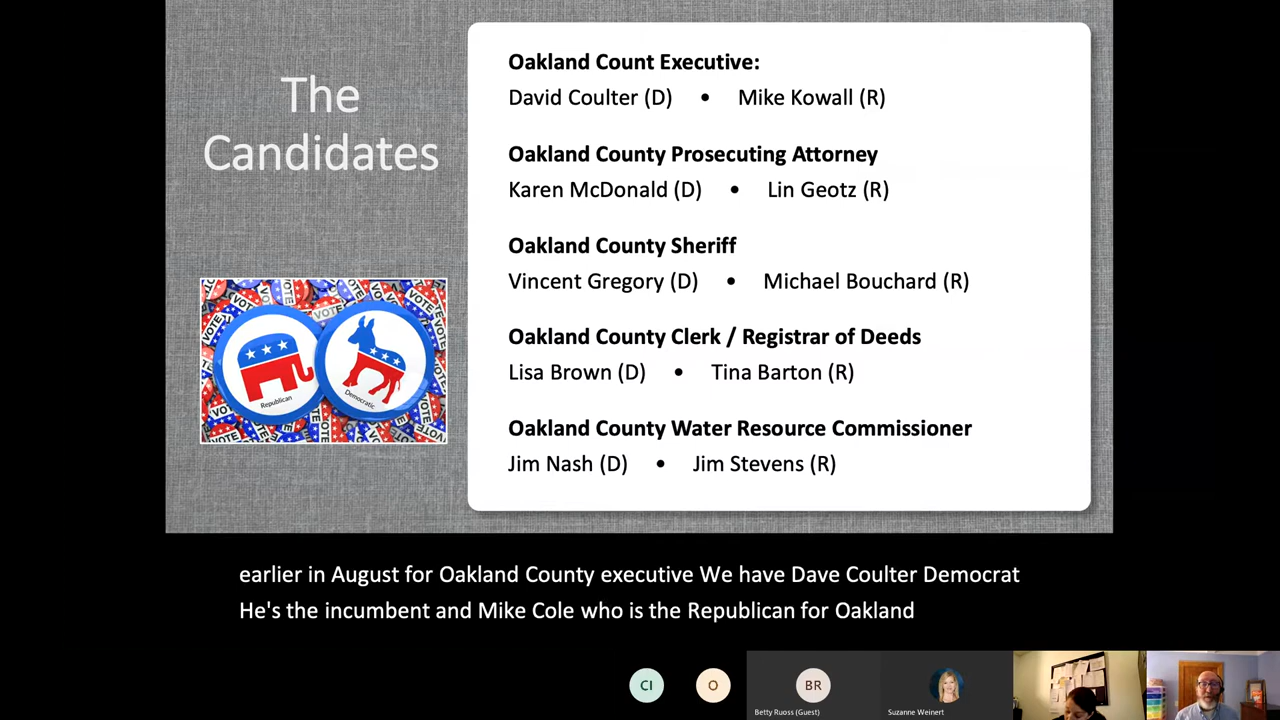 The
Candidates
Oakland Count Executive:
David Coulter (D) • Mike Kowall (R)
Oakland County Prosecuting Attorney
Karen McDonald (D) • Lin Geotz (R)
Oakland County Sheriff
Vincent Gregory (D) • Michael Bouchard (R)
Oakland County Clerk / Registrar of Deeds
Lisa Brown (D) • Tina Barton (R)
Oakland County Water Resource Commissioner
Jim Nash (D) • Jim Stevens (R)
VOTE
Republican
Democratic
earlier in August for Oakland County executive We have Dave Coulter Democrat
He's the incumbent and Mike Cole who is the Republican for Oakland
CI
O
BR
Betty Ruoss (Guest)
Suzanne Weinert